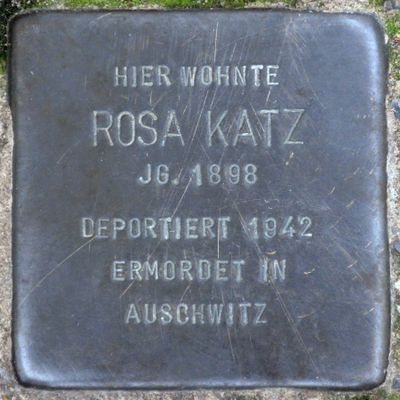 HIER WOHNTE
ROSA KATZ
JG. 1898
DEPORTIERT 1942
ERMORDET IN
AUSCHWITZ